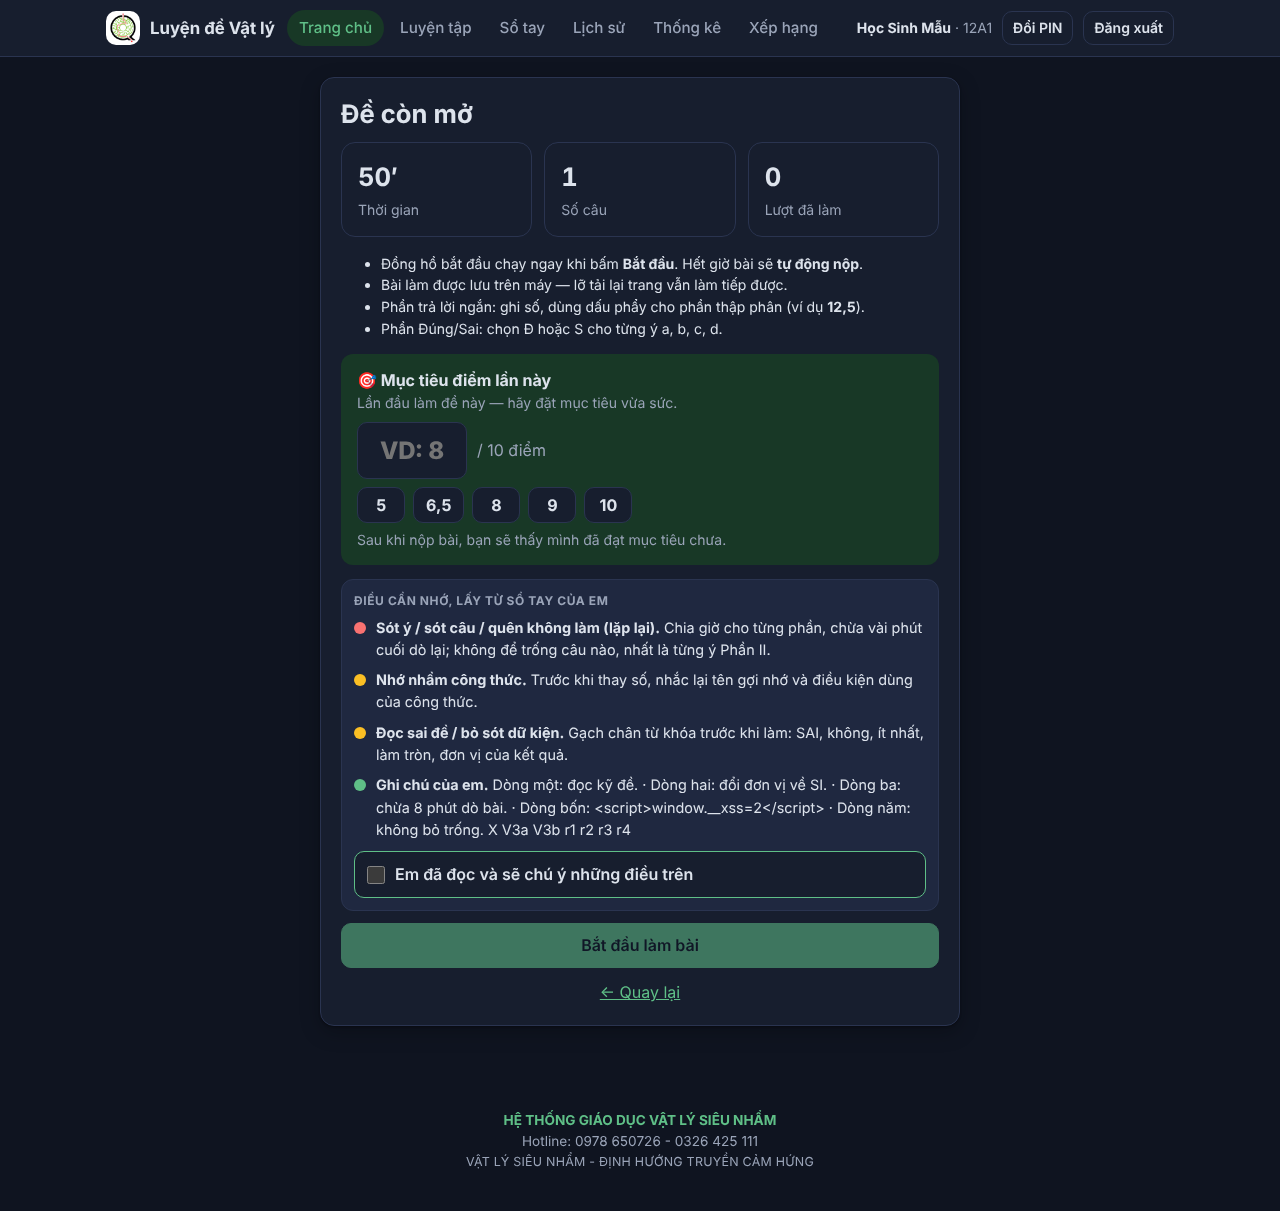 Luyện đề Vật lý
Trang chủ
Luyện tập
Sổ tay
Lịch sử
Thống kê
Xếp hạng
Học Sinh Mẫu · 12A1
Đổi PIN
Đăng xuất
Đề còn mở
50′
Thời gian
1
Số câu
0
Lượt đã làm
• Đồng hồ bắt đầu chạy ngay khi bấm Bắt đầu. Hết giờ bài sẽ tự động nộp.
• Bài làm được lưu trên máy — lỡ tải lại trang vẫn làm tiếp được.
• Phần trả lời ngắn: ghi số, dùng dấu phẩy cho phần thập phân (ví dụ 12,5).
• Phần Đúng/Sai: chọn Đ hoặc S cho từng ý a, b, c, d.
🎯 Mục tiêu điểm lần này
Lần đầu làm đề này — hãy đặt mục tiêu vừa sức.
VD: 8
/ 10 điểm
5
6,5
8
9
10
Sau khi nộp bài, bạn sẽ thấy mình đã đạt mục tiêu chưa.
ĐIỀU CẦN NHỚ, LẤY TỪ SỔ TAY CỦA EM
Sót ý / sót câu / quên không làm (lặp lại). Chia giờ cho từng phần, chừa vài phút
cuối dò lại; không để trống câu nào, nhất là từng ý Phần II.
Nhớ nhầm công thức. Trước khi thay số, nhắc lại tên gợi nhớ và điều kiện dùng
của công thức.
Đọc sai đề / bỏ sót dữ kiện. Gạch chân từ khóa trước khi làm: SAI, không, ít nhất,
làm tròn, đơn vị của kết quả.
Ghi chú của em. Dòng một: đọc kỹ đề. · Dòng hai: đổi đơn vị về SI. · Dòng ba:
chừa 8 phút dò bài. · Dòng bốn: <script>window.__xss=2</script> · Dòng năm:
không bỏ trống. X V3a V3b r1 r2 r3 r4
Em đã đọc và sẽ chú ý những điều trên
Bắt đầu làm bài
← Quay lại
HỆ THỐNG GIÁO DỤC VẬT LÝ SIÊU NHẨM
Hotline: 0978 650726 - 0326 425 111
VẬT LÝ SIÊU NHẨM - ĐỊNH HƯỚNG TRUYỀN CẢM HỨNG